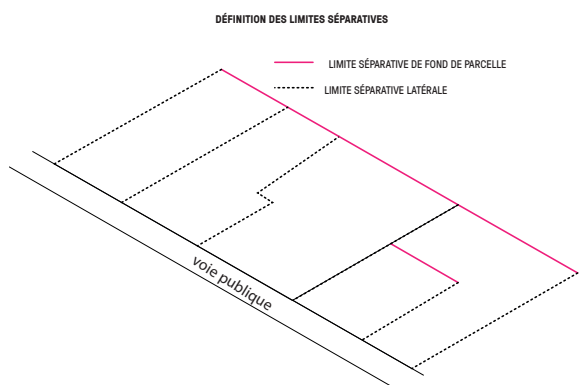 DÉFINITION DES LIMITES SÉPARATIVES
LIMITE SÉPARATIVE DE FOND DE PARCELLE
LIMITE SÉPARATIVE LATÉRALE
voie publique